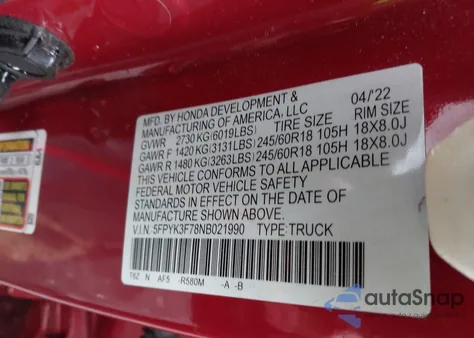 MFD. BY HONDA DEVELOPMENT &
MANUFACTURING OF AMERICA, LLC 04/'22
GVWR 2730 KG(6019LBS) TIRE SIZE RIM SIZE
GAWR F 1420 KG(3131LBS) 245/60R18 105H 18X8.0J
GAWR R 1480 KG(3263LBS) 245/60R18 105H 18X8.0J
THIS VEHICLE CONFORMS TO ALL APPLICABLE
FEDERAL MOTOR VEHICLE SAFETY
STANDARDS IN EFFECT ON THE DATE OF
MANUFACTURE SHOWN ABOVE.
V.I.N: 5FPYK3F78NB021990 TYPE:TRUCK
T6Z N AF5 -R580M -A -B
autoSnap